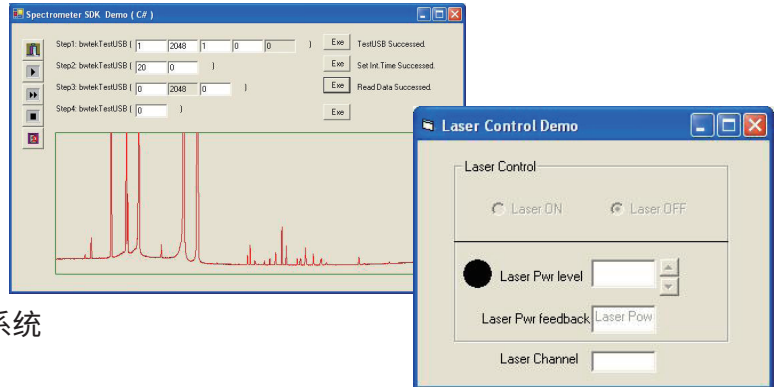 Spectrometer SDK Demo ( C# )
Step1: bwtekTestUSB ( 1 2048 1 0 0 ) Exe TestUSB Successed.
Step2: bwtekTestUSB ( 20 0 ) Exe Set Int.Time Successed.
Step3: bwtekTestUSB ( 0 2048 0 ) Exe Read Data Successed.
Step4: bwtekTestUSB ( 0 ) Exe
Laser Control Demo
Laser Control
Laser ON Laser OFF
Laser Pwr level
Laser Pwr feedback Laser Pow
Laser Channel
系统